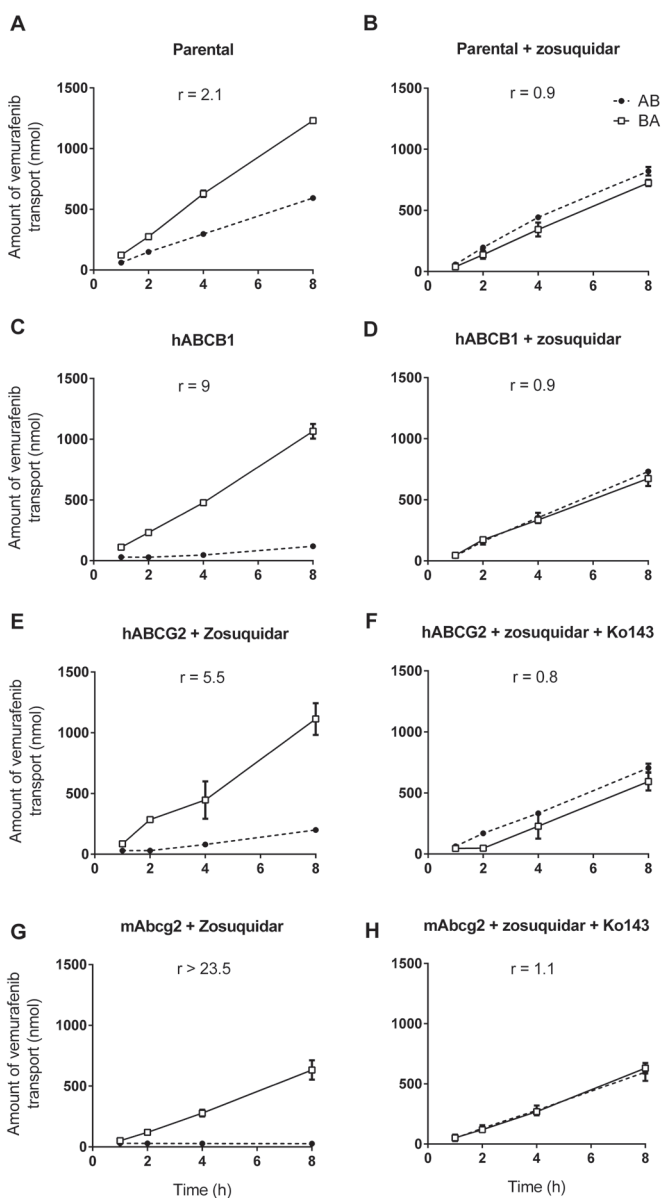 A
Parental
Amount of vemurafenib
transport (nmol)
1500
1000
500
0
r = 2.1
0 2 4 6 8
B
Parental + zosuquidar
1500
1000
500
0
r = 0.9
AB
BA
0 2 4 6 8
C
hABCB1
Amount of vemurafenib
transport (nmol)
1500
1000
500
0
r = 9
0 2 4 6 8
D
hABCB1 + zosuquidar
1500
1000
500
0
r = 0.9
0 2 4 6 8
E
hABCG2 + Zosuquidar
Amount of vemurafenib
transport (nmol)
1500
1000
500
0
r = 5.5
0 2 4 6 8
F
hABCG2 + zosuquidar + Ko143
1500
1000
500
0
r = 0.8
0 2 4 6 8
G
mAbcg2 + Zosuquidar
Amount of vemurafenib
transport (nmol)
1500
1000
500
0
r > 23.5
0 2 4 6 8
Time (h)
H
mAbcg2 + zosuquidar + Ko143
1500
1000
500
0
r = 1.1
0 2 4 6 8
Time (h)